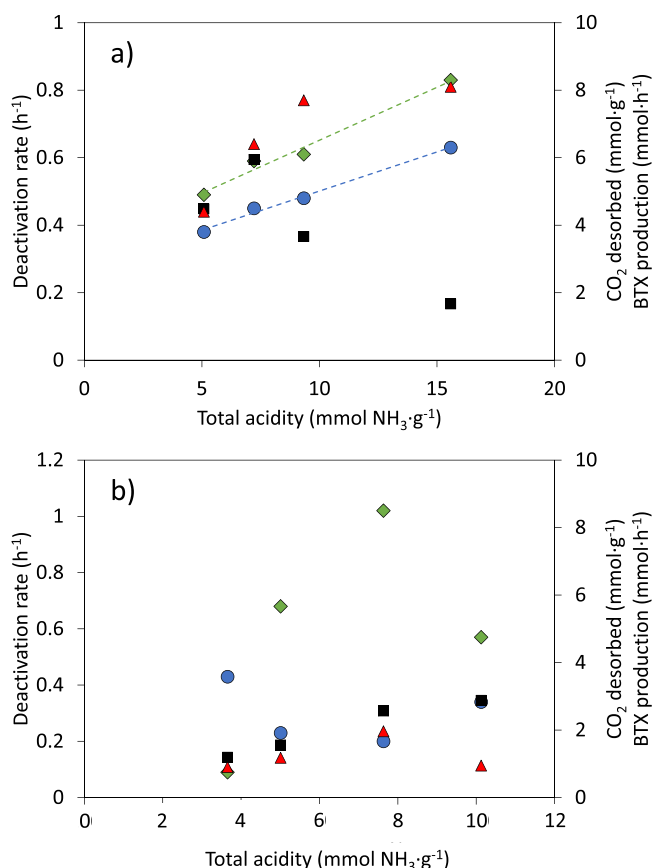 a)
1
0.8
0.6
0.4
0.2
0
Deactivation rate (h⁻¹)
10
8
6
4
2
0
CO₂ desorbed (mmol·g⁻¹)
BTX production (mmol·h⁻¹)
0 5 10 15 20
Total acidity (mmol NH₃·g⁻¹)
b)
1.2
1
0.8
0.6
0.4
0.2
0
Deactivation rate (h⁻¹)
10
8
6
4
2
0
CO₂ desorbed (mmol·g⁻¹)
BTX production (mmol·h⁻¹)
0 2 4 6 8 10 12
Total acidity (mmol NH₃·g⁻¹)